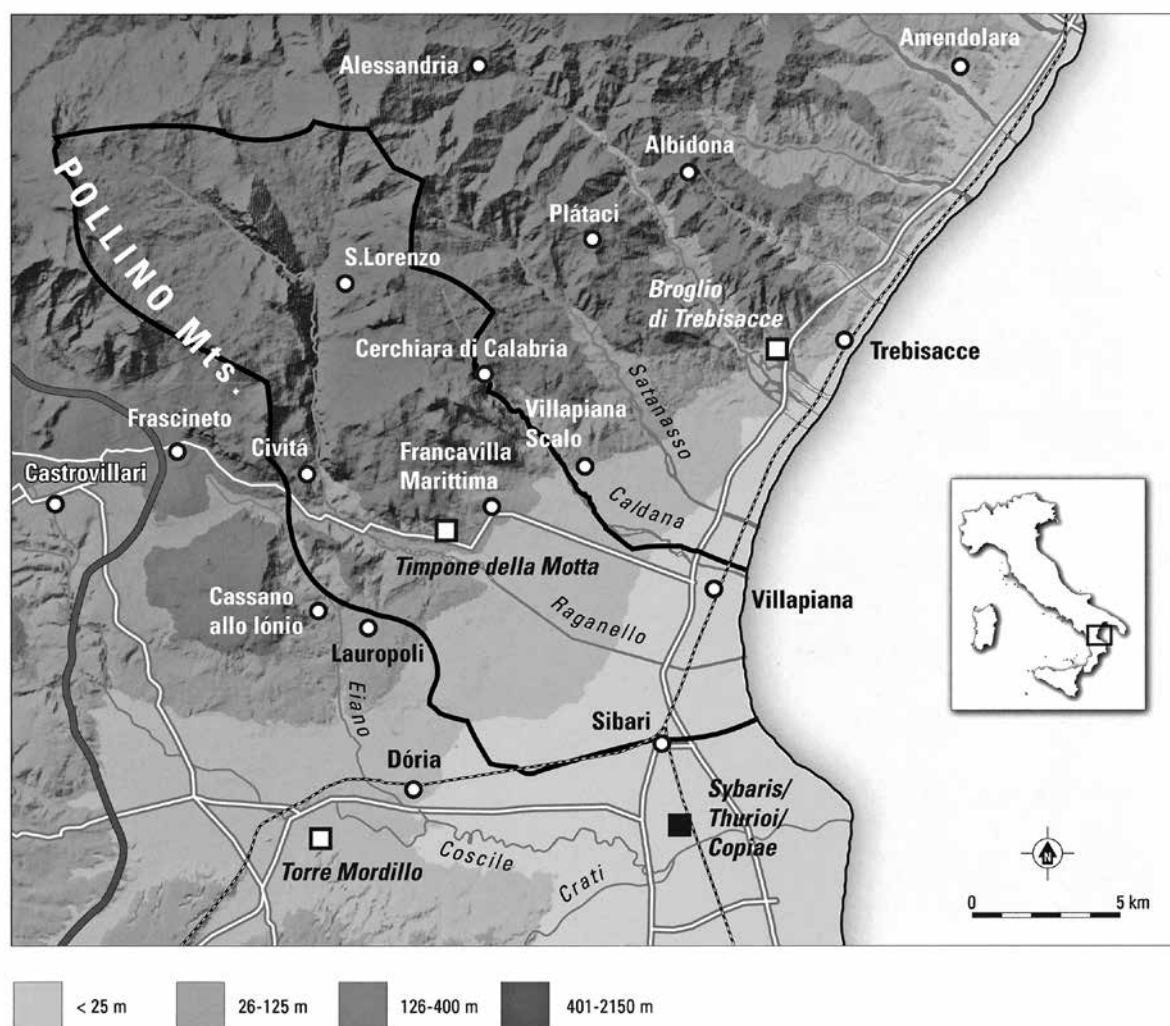 Amendolara
Alessandria
Albidona
POLLINO Mts.
Plátaci
S.Lorenzo
Broglio
di Trebisacce
Trebisacce
Cerchiara di Calabria
Satanasso
Villapiana
Scalo
Frascineto
Civitá
Francavilla
Marittima
Castrovillari
Caldana
Timpone della Motta
Villapiana
Cassano
allo Iónio
Raganello
Lauropoli
Eiano
Sibari
Dória
Sybaris/
Thurioi/
Copiae
Torre Mordillo
Coscile
Crati
N
0 5 km
< 25 m 26-125 m 126-400 m 401-2150 m